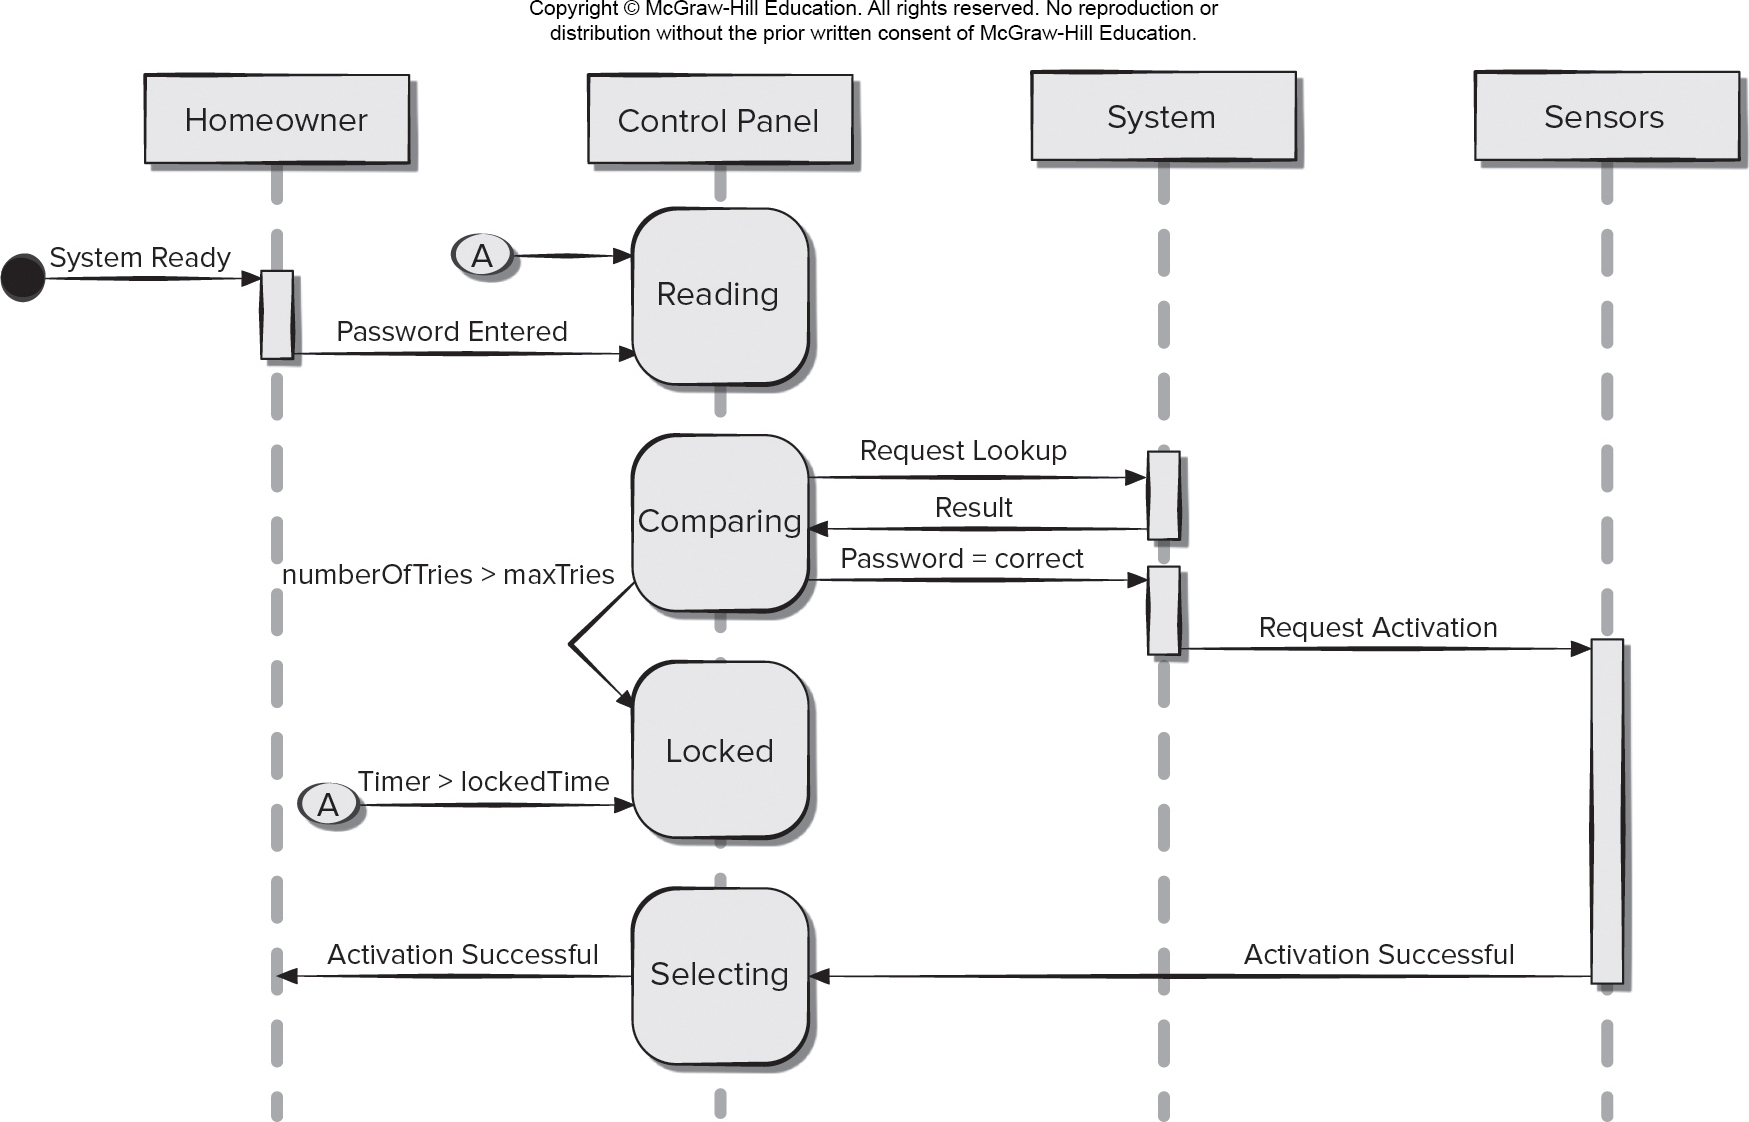 Copyright © McGraw-Hill Education. All rights reserved. No reproduction or
distribution without the prior written consent of McGraw-Hill Education.
Homeowner
Control Panel
System
Sensors
System Ready
A
Reading
Password Entered
Request Lookup
Result
Comparing
Password = correct
numberOfTries > maxTries
Request Activation
Locked
Timer > lockedTime
A
Activation Successful
Selecting
Activation Successful